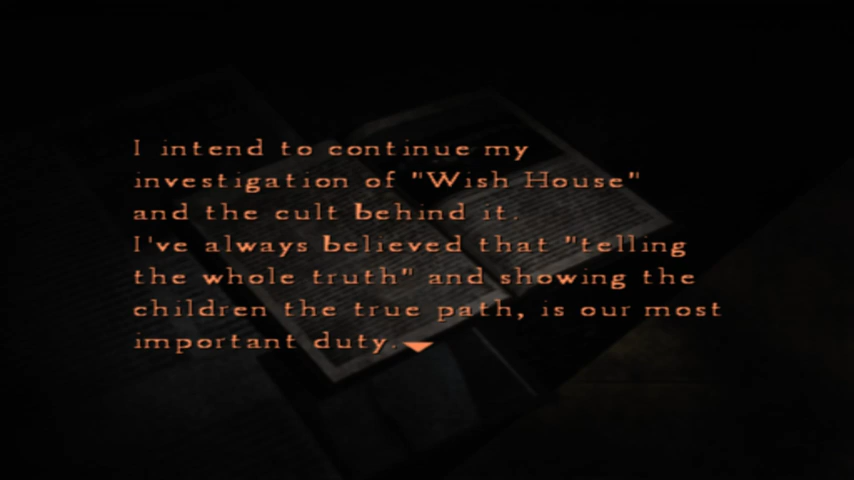 I intend to continue my
investigation of "Wish House"
and the cult behind it.
I've always believed that "telling
the whole truth" and showing the
children the true path, is our most
important duty.